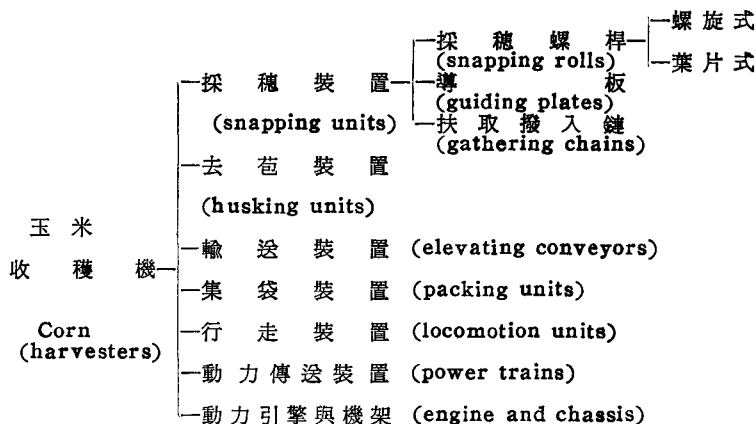 玉米
收穫機
Corn
(harvesters)
採穗裝置
(snapping units)
採穗螺桿
(snapping rolls)
螺旋式
葉片式
導板
(guiding plates)
扶取撥入鏈
(gathering chains)
去苞裝置
(husking units)
輸送裝置 (elevating conveyors)
集袋裝置 (packing units)
行走裝置 (locomotion units)
動力傳送裝置 (power trains)
動力引擎與機架 (engine and chassis)